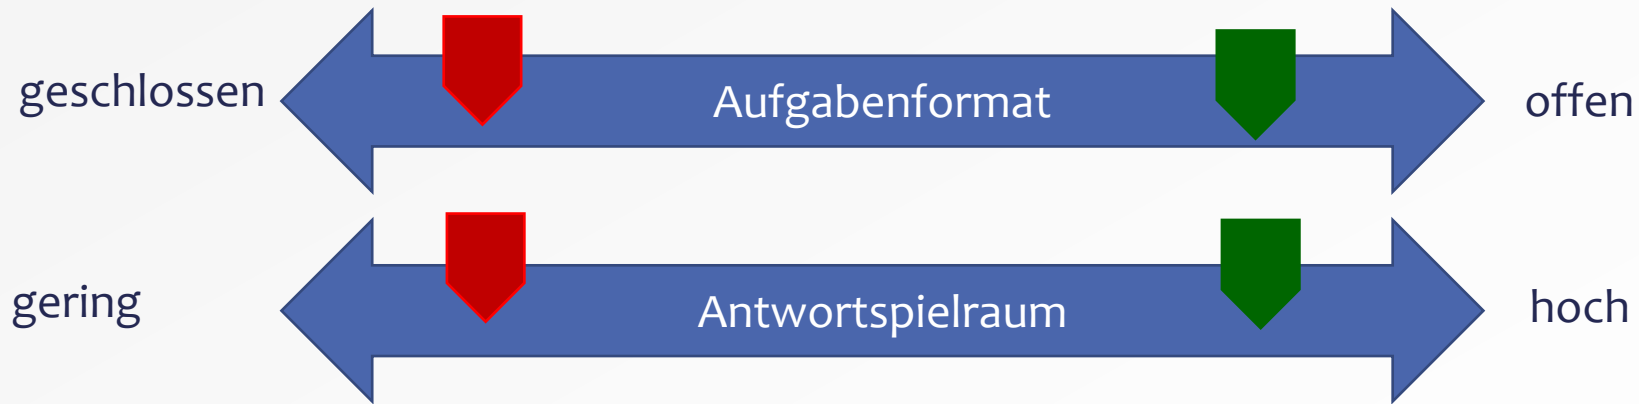 geschlossen
Aufgabenformat
offen
gering
Antwortspielraum
hoch